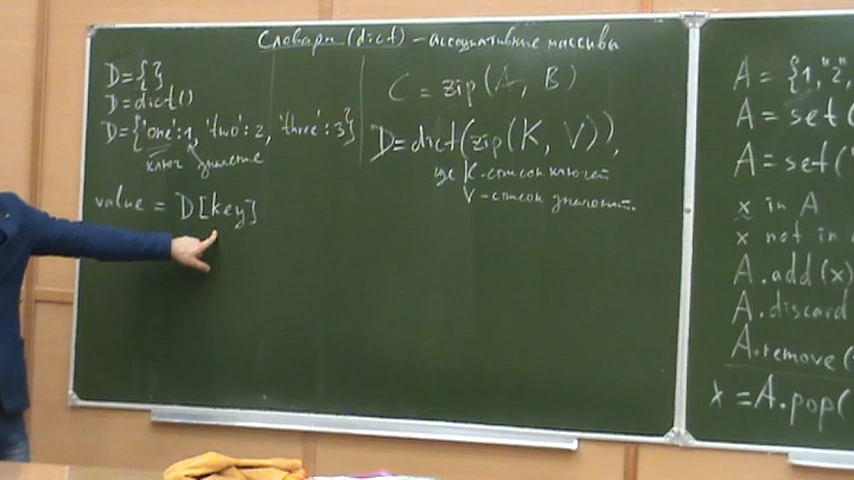 Словари (dict) - ассоциативные массивы
D={}
D=dict()
D={'one':1, 'two':2, 'three':3}
ключ значение
value = D[key]
C = zip(A, B)
D=dict(zip(K, V)),
где K-список ключей
V-список значений.
A = {1,"2",
A = set(
A = set('
x in A
x not in
A.add(x)
A.discard
A.remove(
x = A.pop(